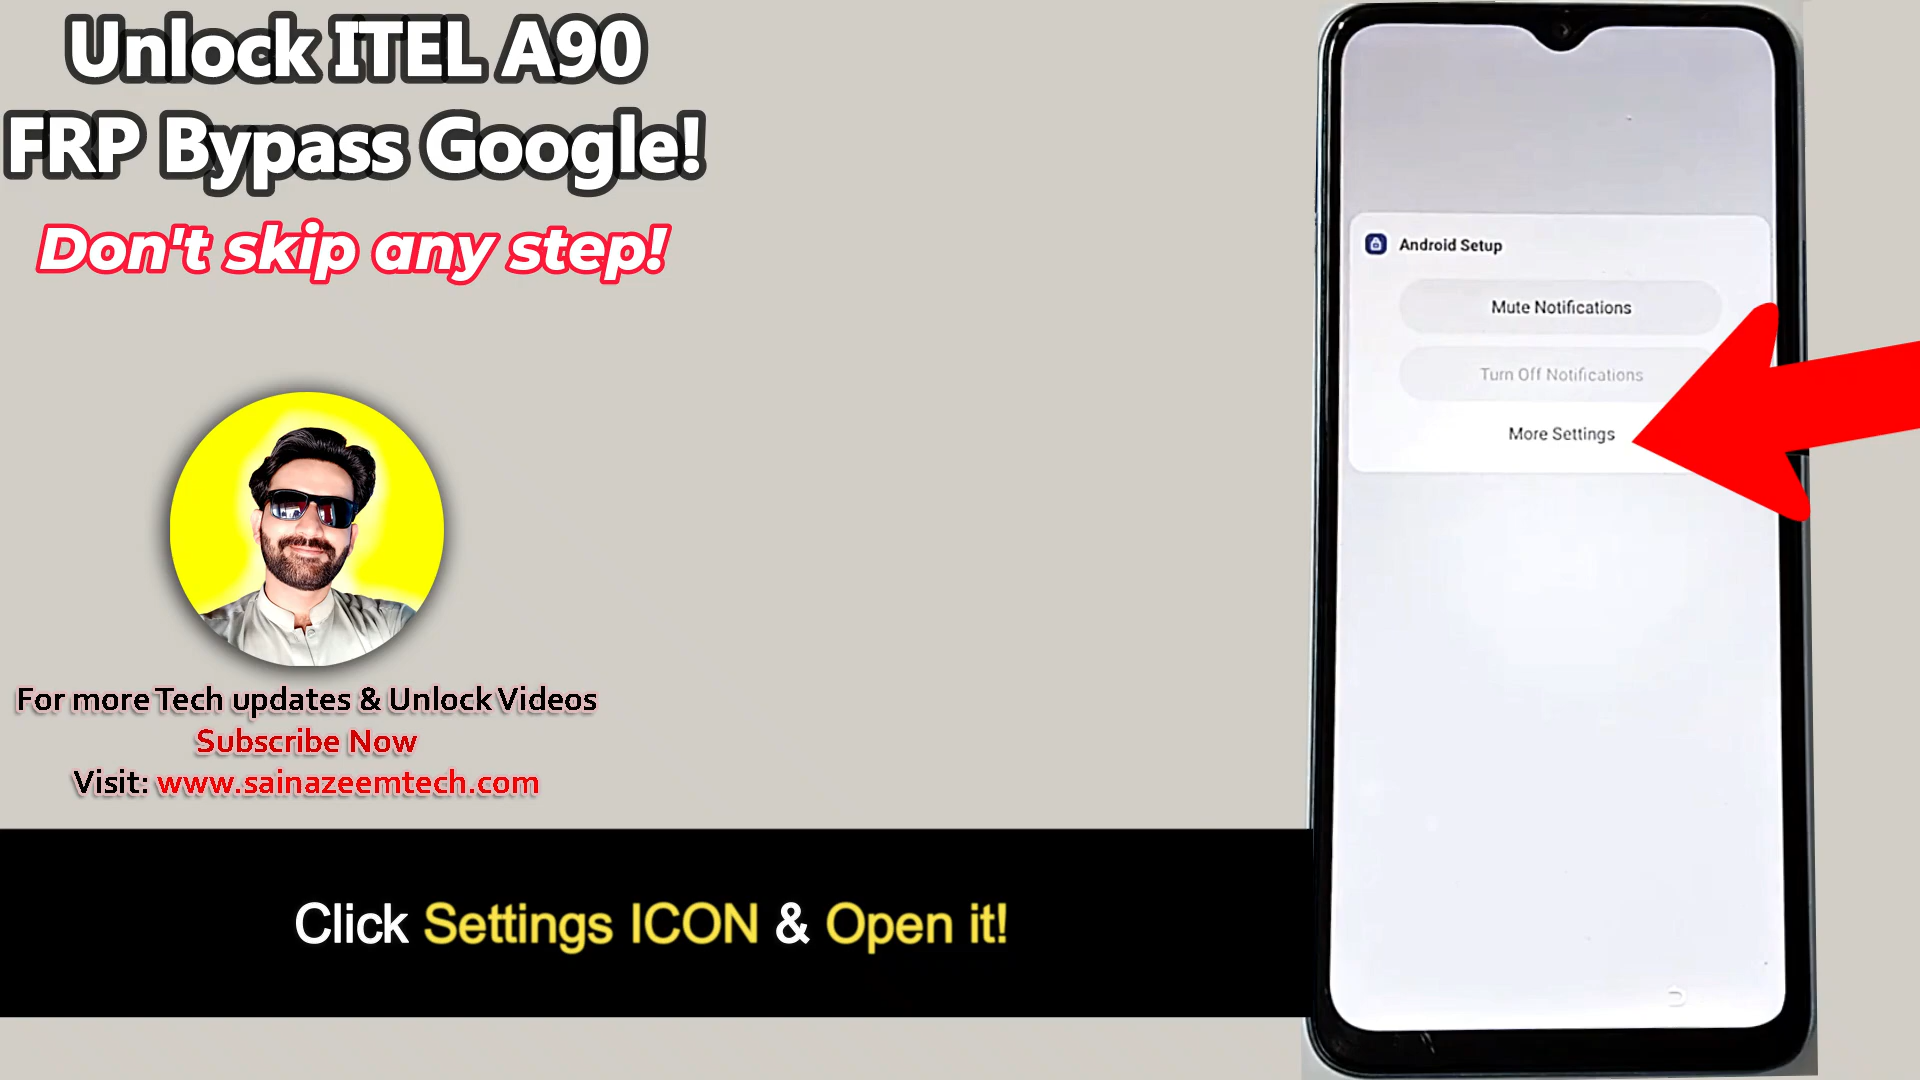 Unlock ITEL A90
FRP Bypass Google!
Don't skip any step!
Android Setup
Mute Notifications
Turn Off Notifications
More Settings
For more Tech updates & Unlock Videos
Subscribe Now
Visit: www.sainazeemtech.com
Click Settings ICON & Open it!